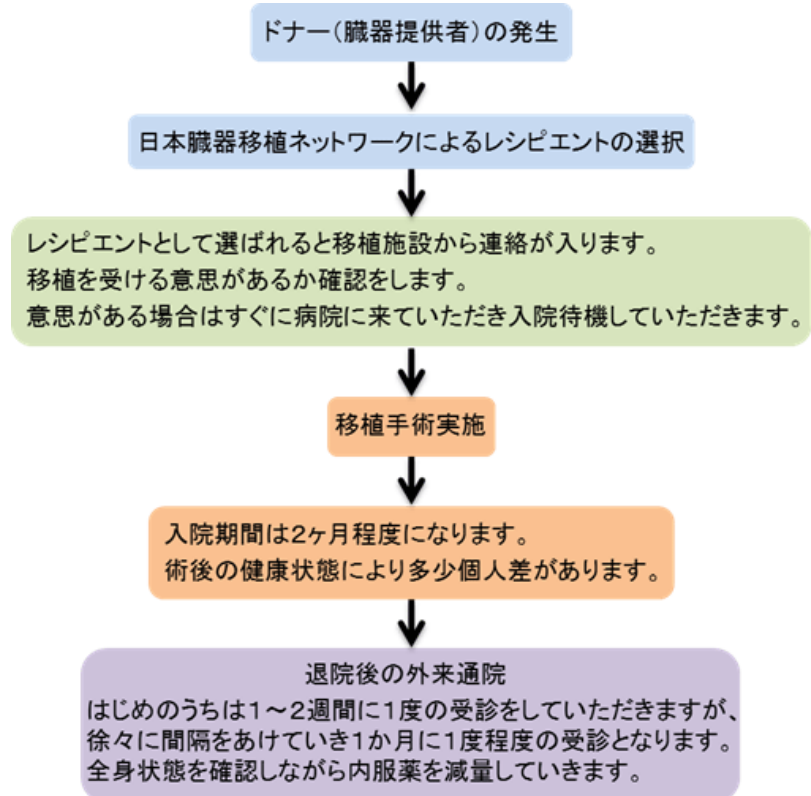 ドナー(臓器提供者)の発生
日本臓器移植ネットワークによるレシピエントの選択
レシピエントとして選ばれると移植施設から連絡が入ります。
移植を受ける意思があるか確認をします。
意思がある場合はすぐに病院に来ていただき入院待機していただきます。
移植手術実施
入院期間は2ヶ月程度になります。
術後の健康状態により多少個人差があります。
退院後の外来通院
はじめのうちは1～2週間に1度の受診をしていただきますが、
徐々に間隔をあけていき1か月に1度程度の受診となります。
全身状態を確認しながら内服薬を減量していきます。